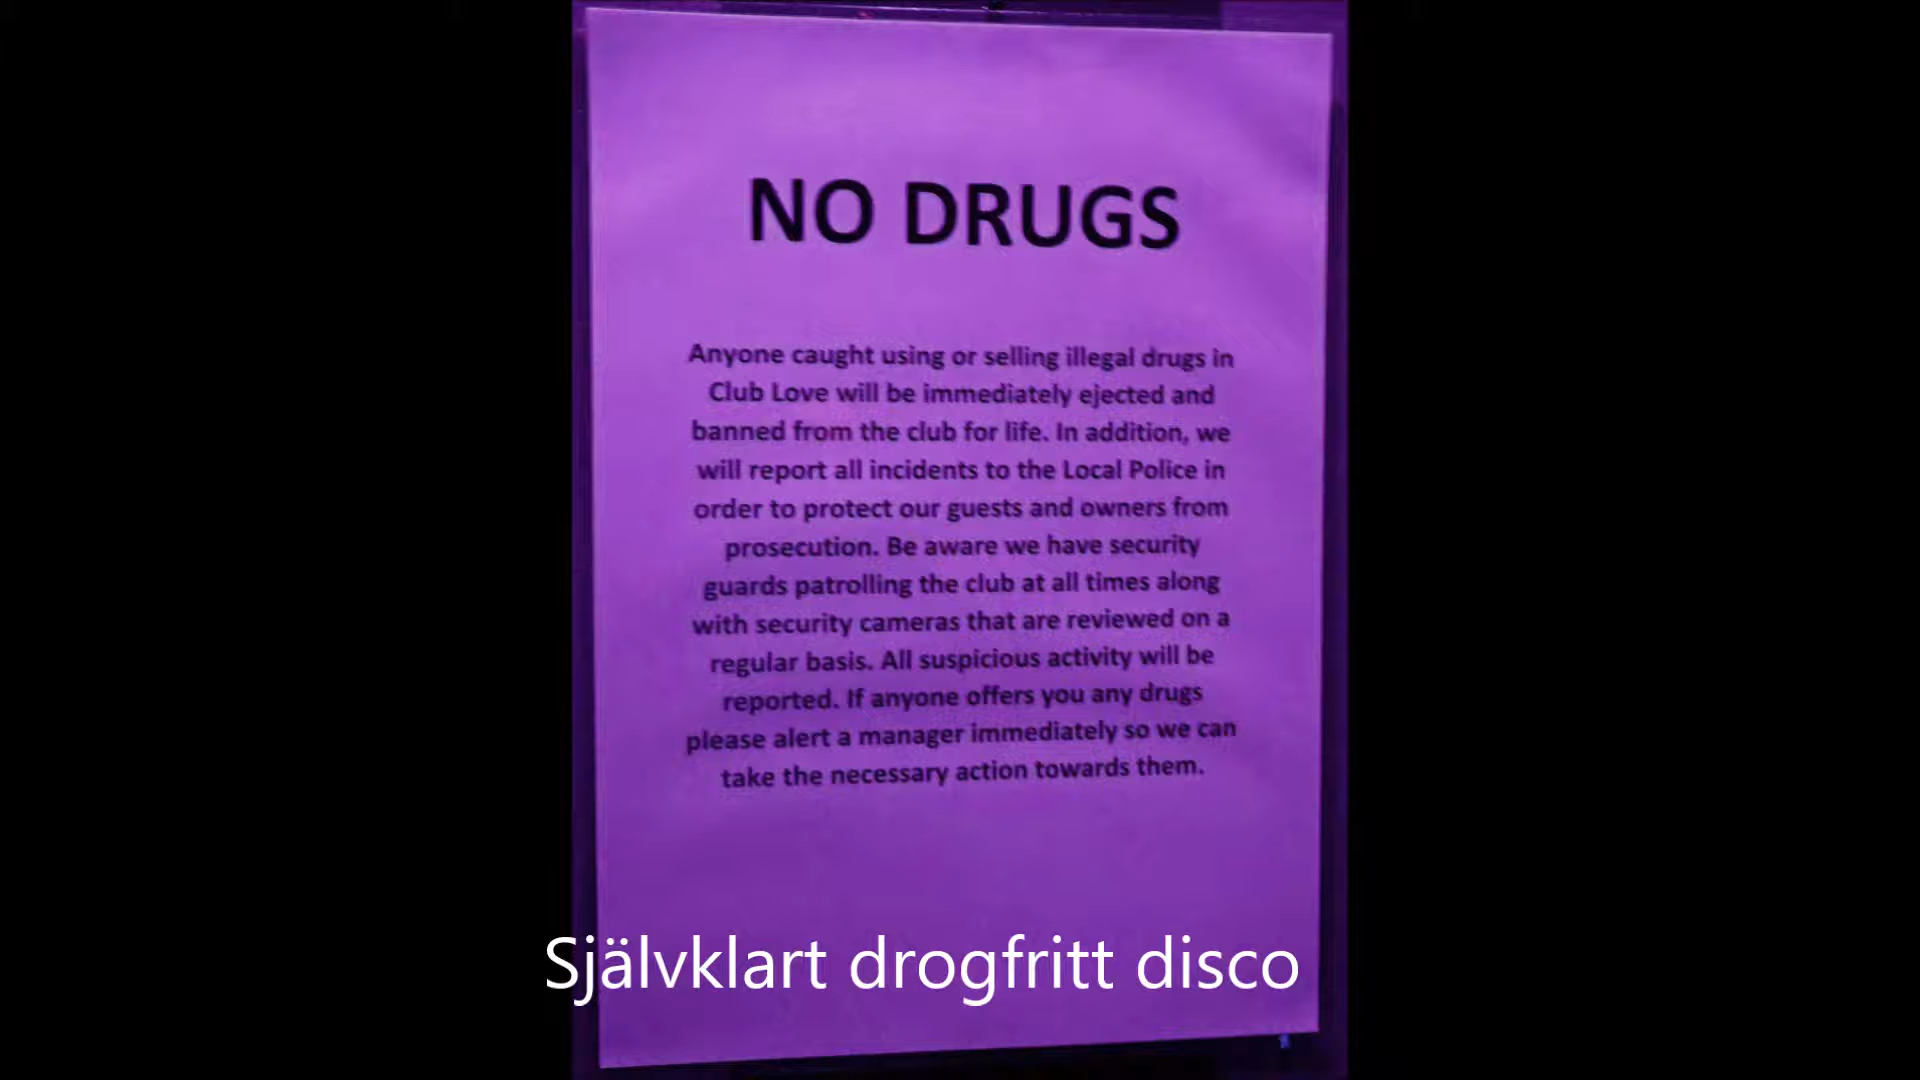 NO DRUGS
Anyone caught using or selling illegal drugs in
Club Love will be immediately ejected and
banned from the club for life. In addition, we
will report all incidents to the Local Police in
order to protect our guests and owners from
prosecution. Be aware we have security
guards patrolling the club at all times along
with security cameras that are reviewed on a
regular basis. All suspicious activity will be
reported. If anyone offers you any drugs
please alert a manager immediately so we can
take the necessary action towards them.
Självklart drogfritt disco